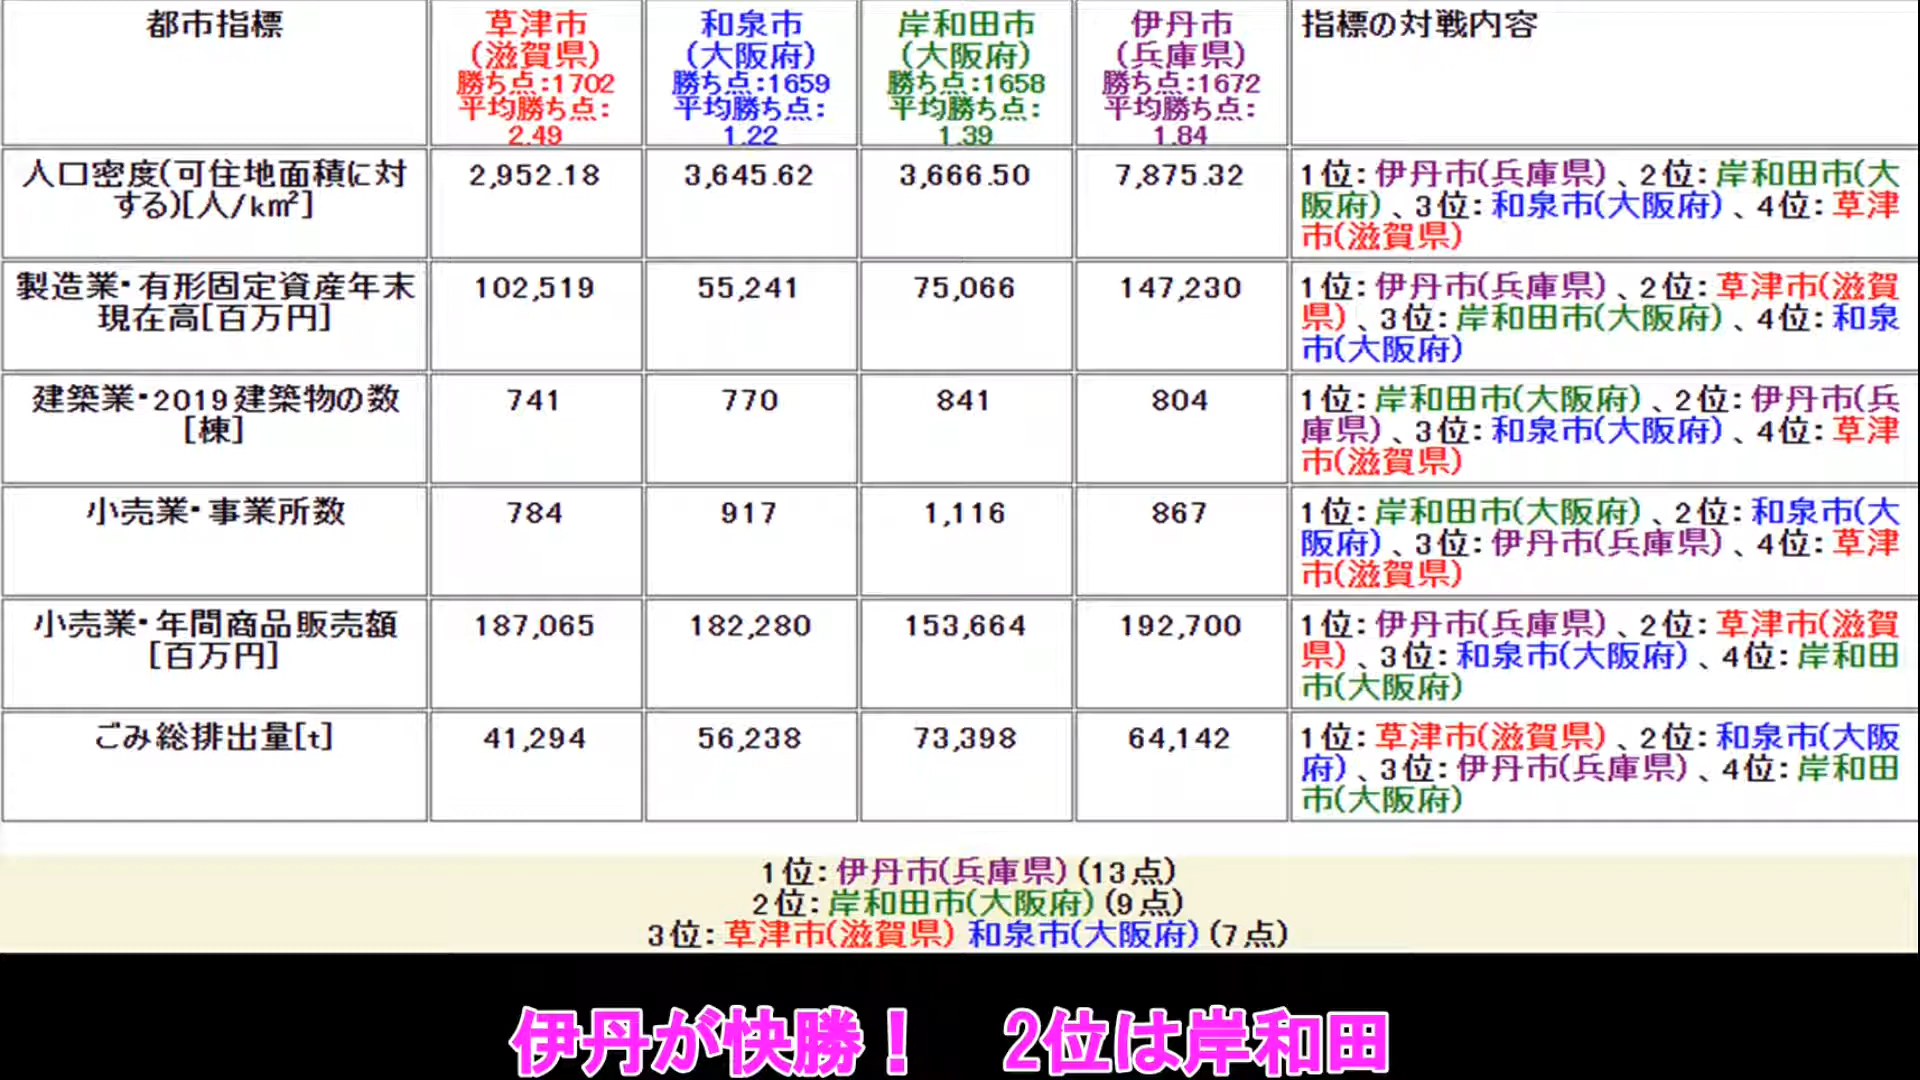 都市指標
草津市
(滋賀県)
勝ち点:1702
平均勝ち点:
2.49
和泉市
(大阪府)
勝ち点:1659
平均勝ち点:
1.22
岸和田市
(大阪府)
勝ち点:1658
平均勝ち点:
1.39
伊丹市
(兵庫県)
勝ち点:1672
平均勝ち点:
1.84
指標の対戦内容
人口密度(可住地面積に対
する)[人/km²]
2,952.18
3,645.62
3,666.50
7,875.32
1位:伊丹市(兵庫県)、2位:岸和田市(大
阪府)、3位:和泉市(大阪府)、4位:草津
市(滋賀県)
製造業・有形固定資産年末
現在高[百万円]
102,519
55,241
75,066
147,230
1位:伊丹市(兵庫県)、2位:草津市(滋賀
県)、3位:岸和田市(大阪府)、4位:和泉
市(大阪府)
建築業・2019建築物の数
[棟]
741
770
841
804
1位:岸和田市(大阪府)、2位:伊丹市(兵
庫県)、3位:和泉市(大阪府)、4位:草津
市(滋賀県)
小売業・事業所数
784
917
1,116
867
1位:岸和田市(大阪府)、2位:和泉市(大
阪府)、3位:伊丹市(兵庫県)、4位:草津
市(滋賀県)
小売業・年間商品販売額
[百万円]
187,065
182,280
153,664
192,700
1位:伊丹市(兵庫県)、2位:草津市(滋賀
県)、3位:和泉市(大阪府)、4位:岸和田
市(大阪府)
ごみ総排出量[t]
41,294
56,238
73,398
64,142
1位:草津市(滋賀県)、2位:和泉市(大阪
府)、3位:伊丹市(兵庫県)、4位:岸和田
市(大阪府)
1位:伊丹市(兵庫県)(13点)
2位:岸和田市(大阪府)(9点)
3位:草津市(滋賀県) 和泉市(大阪府)(7点)
伊丹が快勝！　2位は岸和田